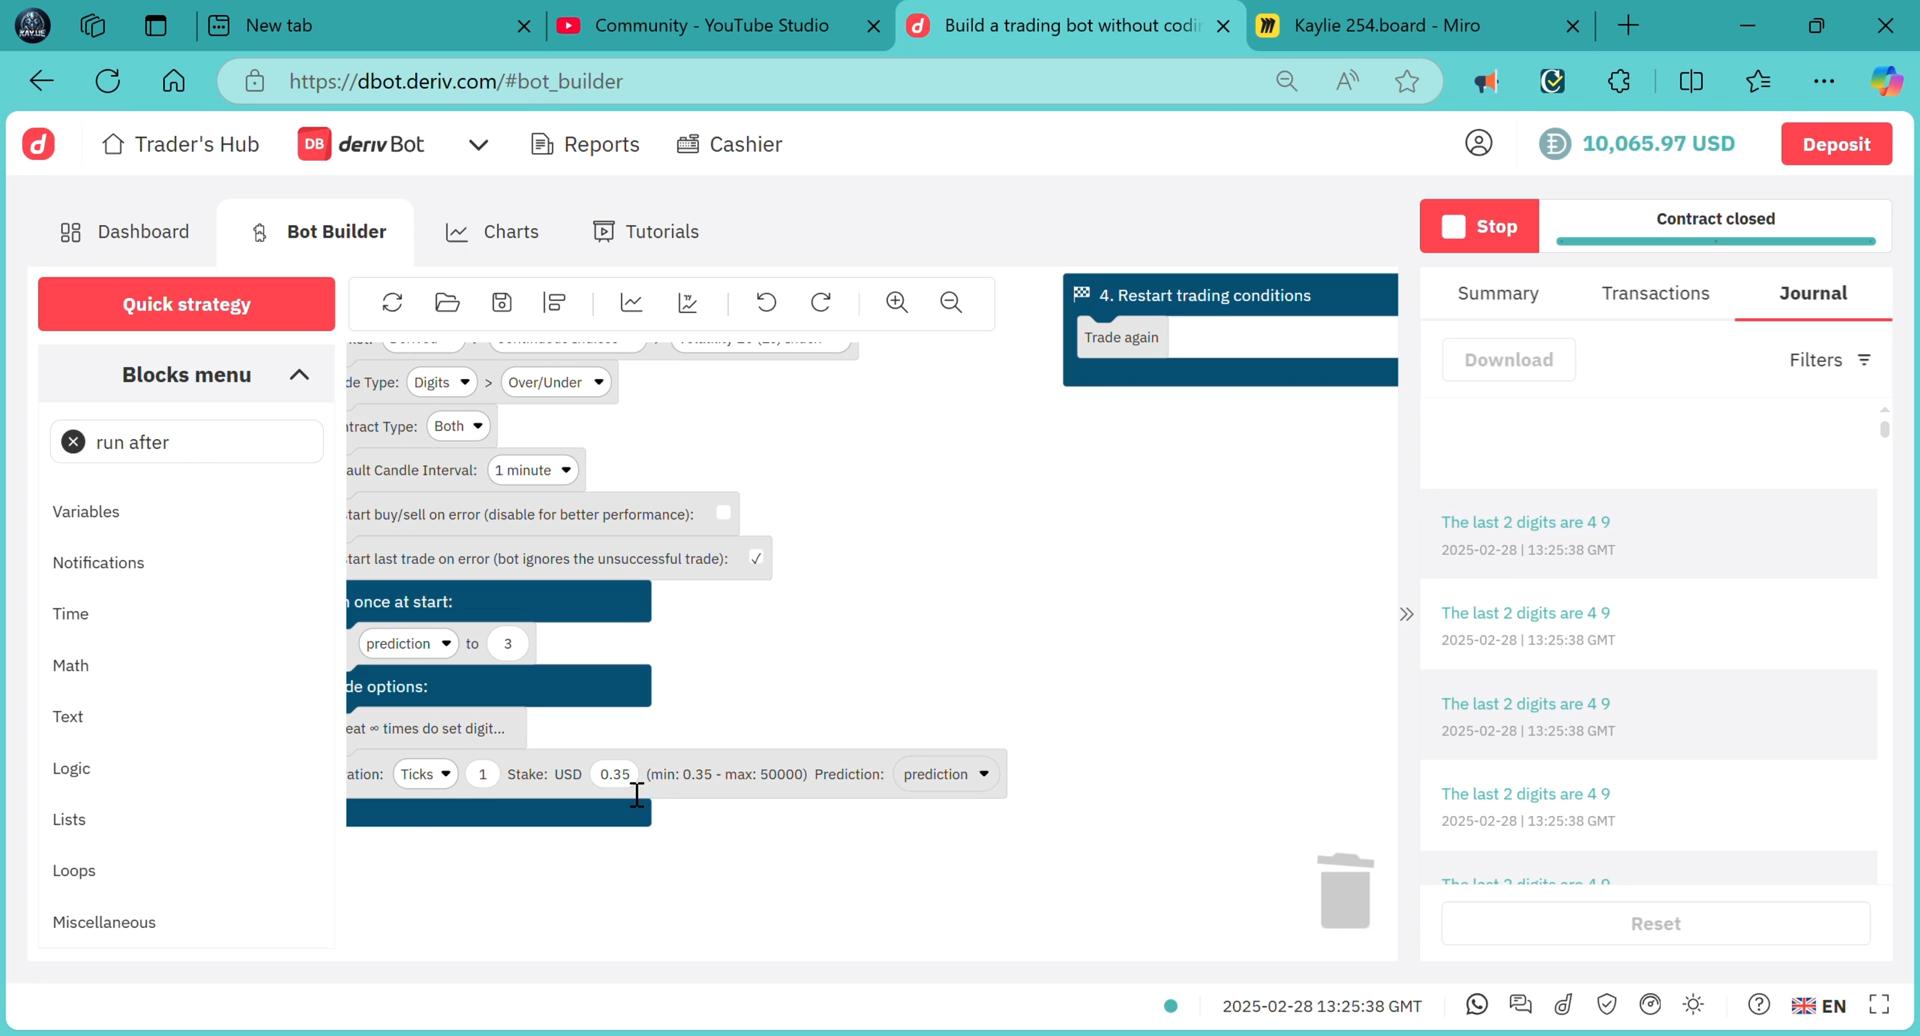 New tab
Community - YouTube Studio
Build a trading bot without codi
Kaylie 254.board - Miro
https://dbot.deriv.com/#bot_builder
d
Trader's Hub
DB deriv Bot
Reports
Cashier
10,065.97 USD
Deposit
Dashboard
Bot Builder
Charts
Tutorials
Stop
Contract closed
Quick strategy
4. Restart trading conditions
Trade again
Summary
Transactions
Journal
Download
Filters
Blocks menu
run after
Variables
Notifications
Time
Math
Text
Logic
Lists
Loops
Miscellaneous
de Type: Digits > Over/Under
ntract Type: Both
ault Candle Interval: 1 minute
tart buy/sell on error (disable for better performance):
tart last trade on error (bot ignores the unsuccessful trade): ✓
once at start:
prediction to 3
de options:
eat ∞ times do set digit...
ation: Ticks 1 Stake: USD 0.35 (min: 0.35 - max: 50000) Prediction: prediction
The last 2 digits are 4 9
2025-02-28 | 13:25:38 GMT
The last 2 digits are 4 9
2025-02-28 | 13:25:38 GMT
The last 2 digits are 4 9
2025-02-28 | 13:25:38 GMT
The last 2 digits are 4 9
2025-02-28 | 13:25:38 GMT
The last 2 digits are 4 9
Reset
2025-02-28 13:25:38 GMT
EN